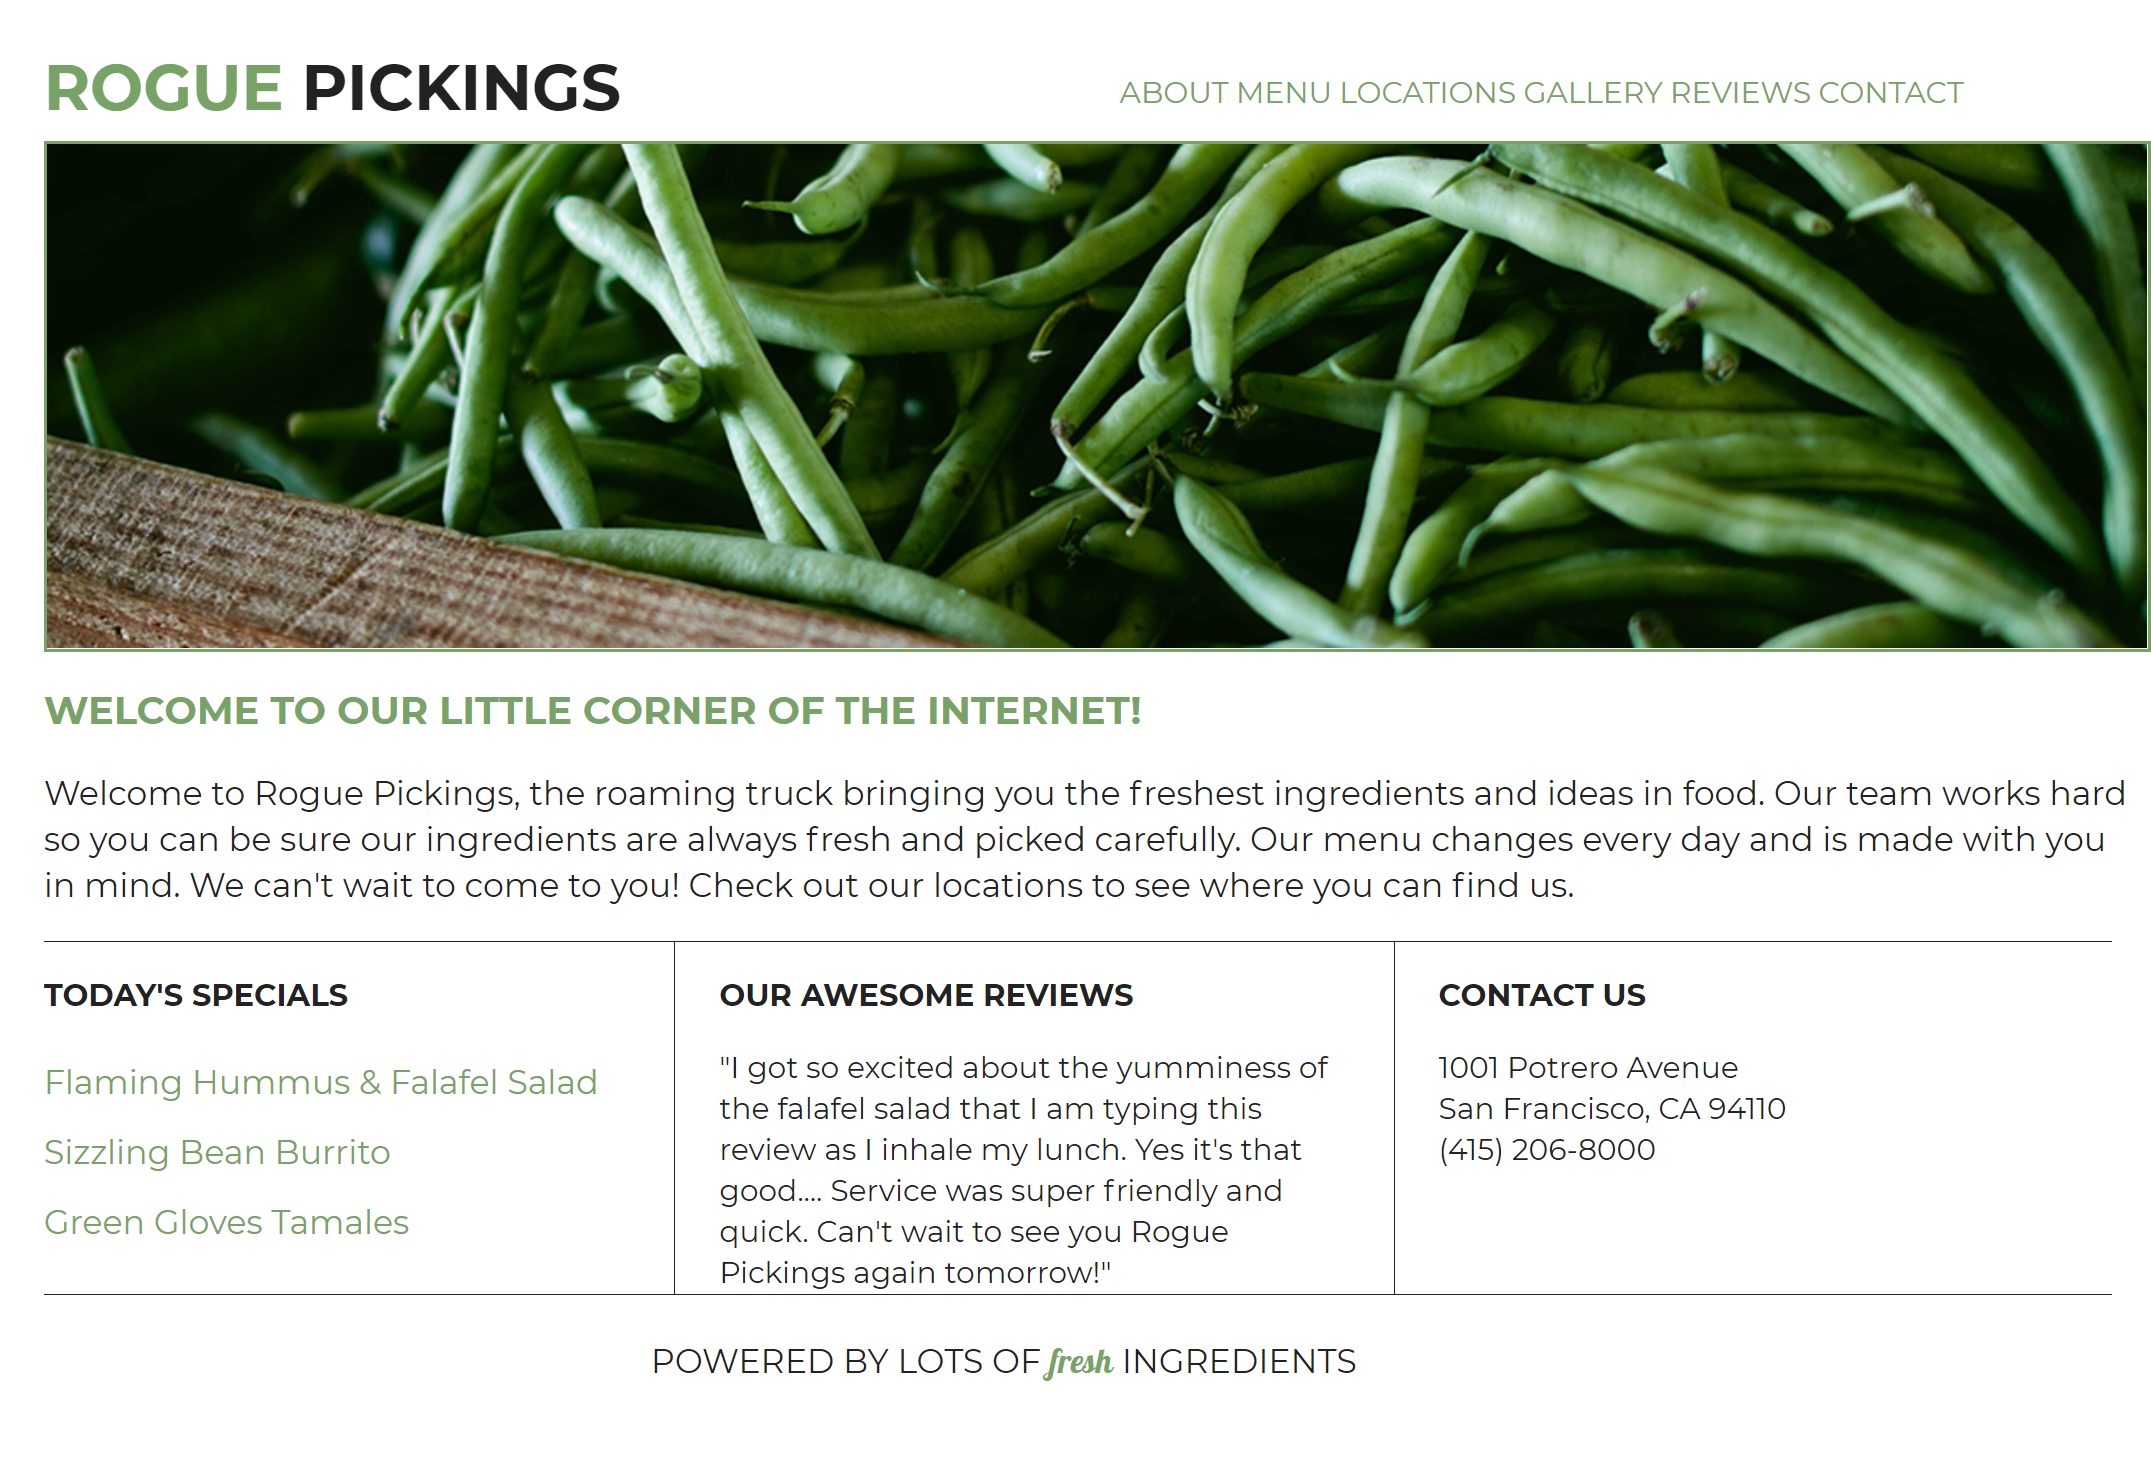 ROGUE PICKINGS
ABOUT MENU LOCATIONS GALLERY REVIEWS CONTACT
WELCOME TO OUR LITTLE CORNER OF THE INTERNET!
Welcome to Rogue Pickings, the roaming truck bringing you the freshest ingredients and ideas in food. Our team works hard
so you can be sure our ingredients are always fresh and picked carefully. Our menu changes every day and is made with you
in mind. We can't wait to come to you! Check out our locations to see where you can find us.
TODAY'S SPECIALS
Flaming Hummus & Falafel Salad
Sizzling Bean Burrito
Green Gloves Tamales
OUR AWESOME REVIEWS
"I got so excited about the yumminess of
the falafel salad that I am typing this
review as I inhale my lunch. Yes it's that
good.... Service was super friendly and
quick. Can't wait to see you Rogue
Pickings again tomorrow!"
CONTACT US
1001 Potrero Avenue
San Francisco, CA 94110
(415) 206-8000
POWERED BY LOTS OF fresh INGREDIENTS